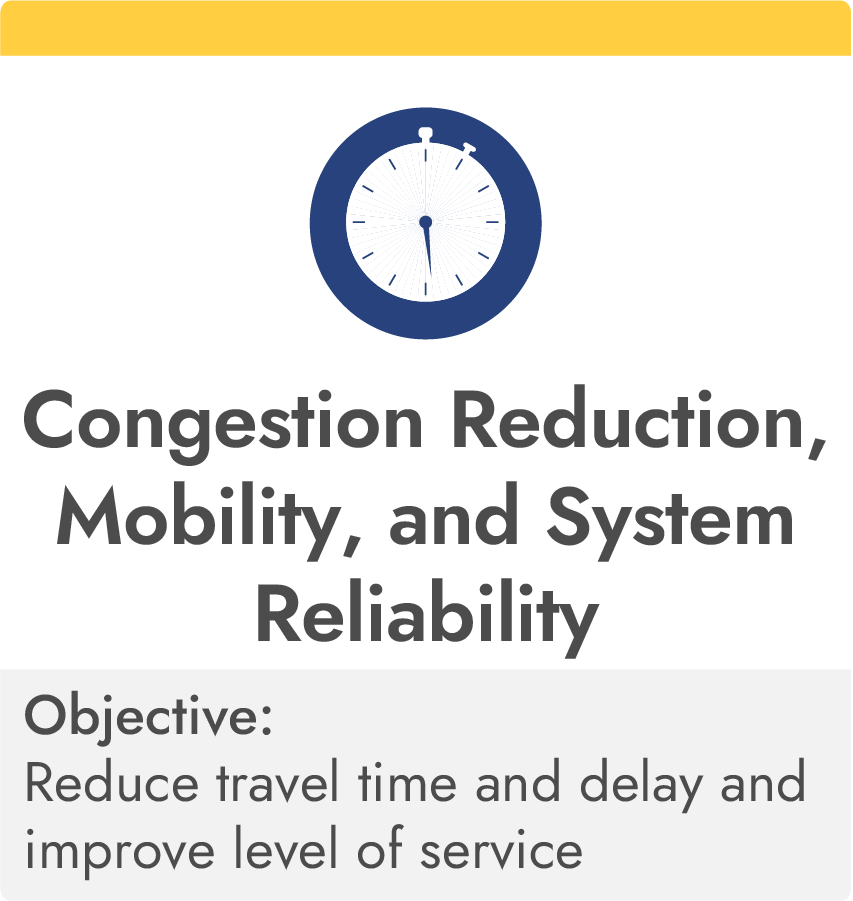 Congestion Reduction,
Mobility, and System
Reliability
Objective:
Reduce travel time and delay and
improve level of service